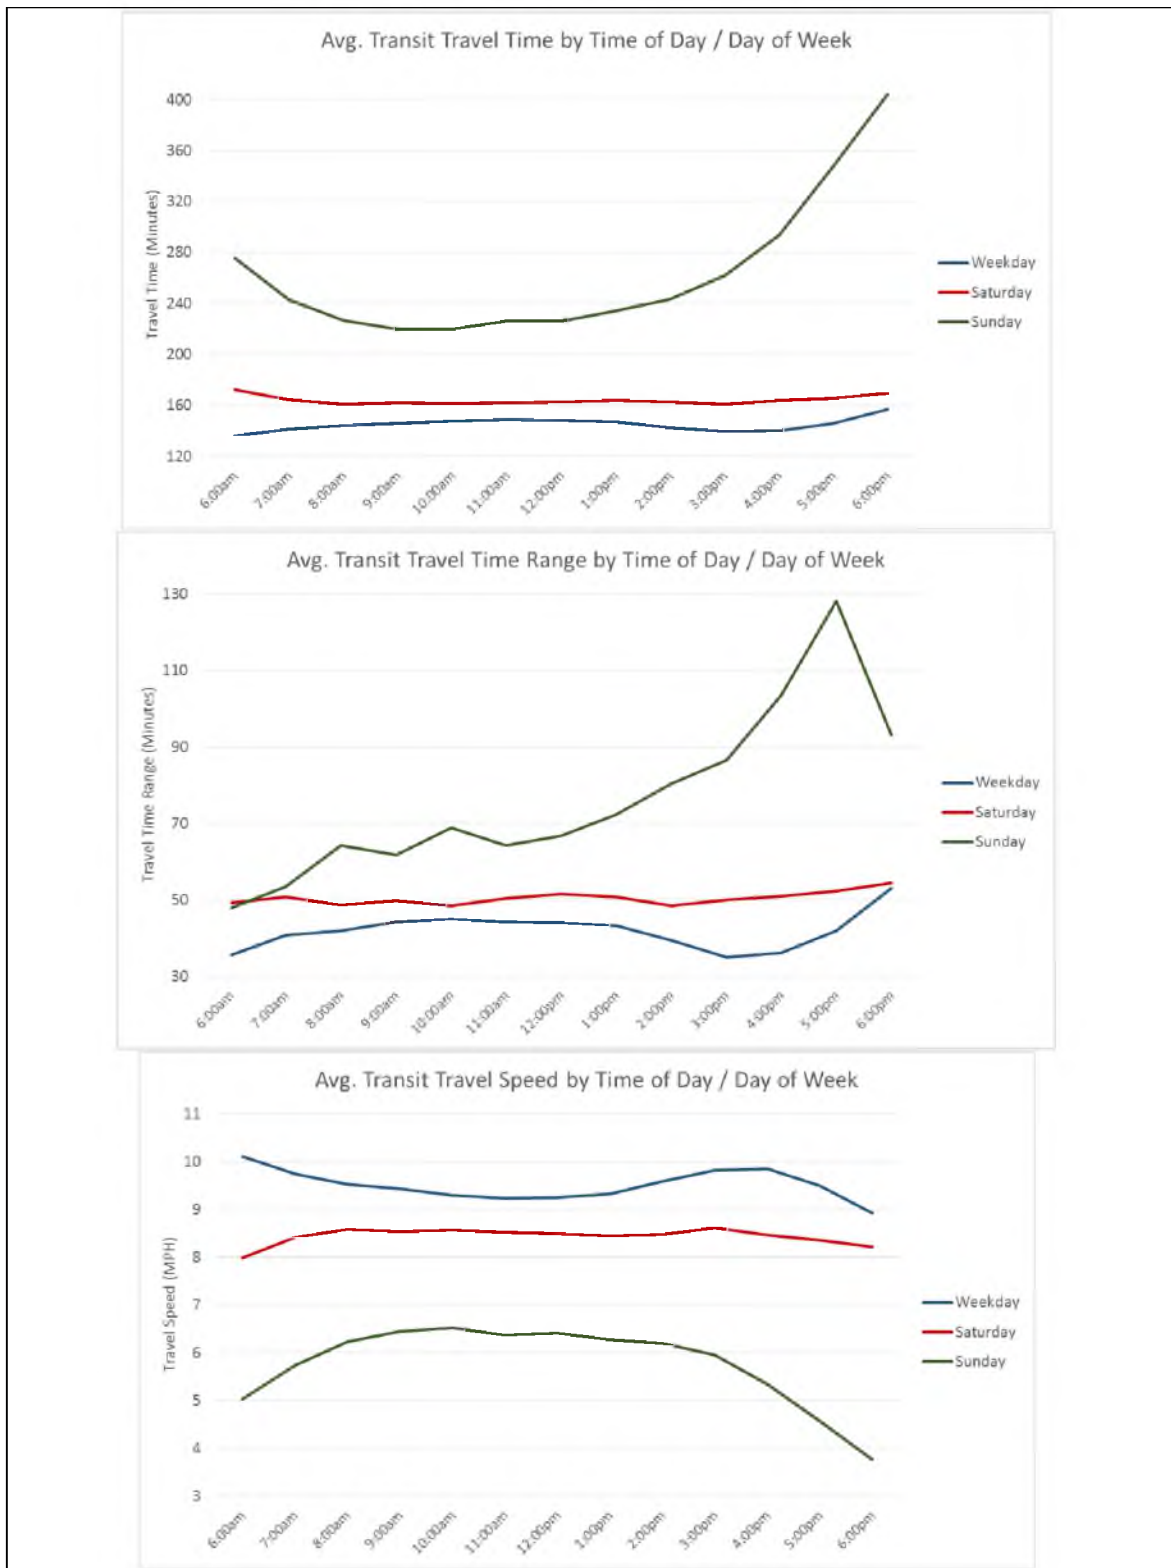 Avg. Transit Travel Time by Time of Day / Day of Week
Travel Time (Minutes)
400
360
320
280
240
200
160
120
6:00am
7:00am
8:00am
9:00am
10:00am
11:00am
12:00pm
1:00pm
2:00pm
3:00pm
4:00pm
5:00pm
6:00pm
Weekday
Saturday
Sunday
Avg. Transit Travel Time Range by Time of Day / Day of Week
Travel Time Range (Minutes)
130
110
90
70
50
30
6:00am
7:00am
8:00am
9:00am
10:00am
11:00am
12:00pm
1:00pm
2:00pm
3:00pm
4:00pm
5:00pm
6:00pm
Weekday
Saturday
Sunday
Avg. Transit Travel Speed by Time of Day / Day of Week
Travel Speed (MPH)
11
10
9
8
7
6
5
4
3
6:00am
7:00am
8:00am
9:00am
10:00am
11:00am
12:00pm
1:00pm
2:00pm
3:00pm
4:00pm
5:00pm
6:00pm
Weekday
Saturday
Sunday